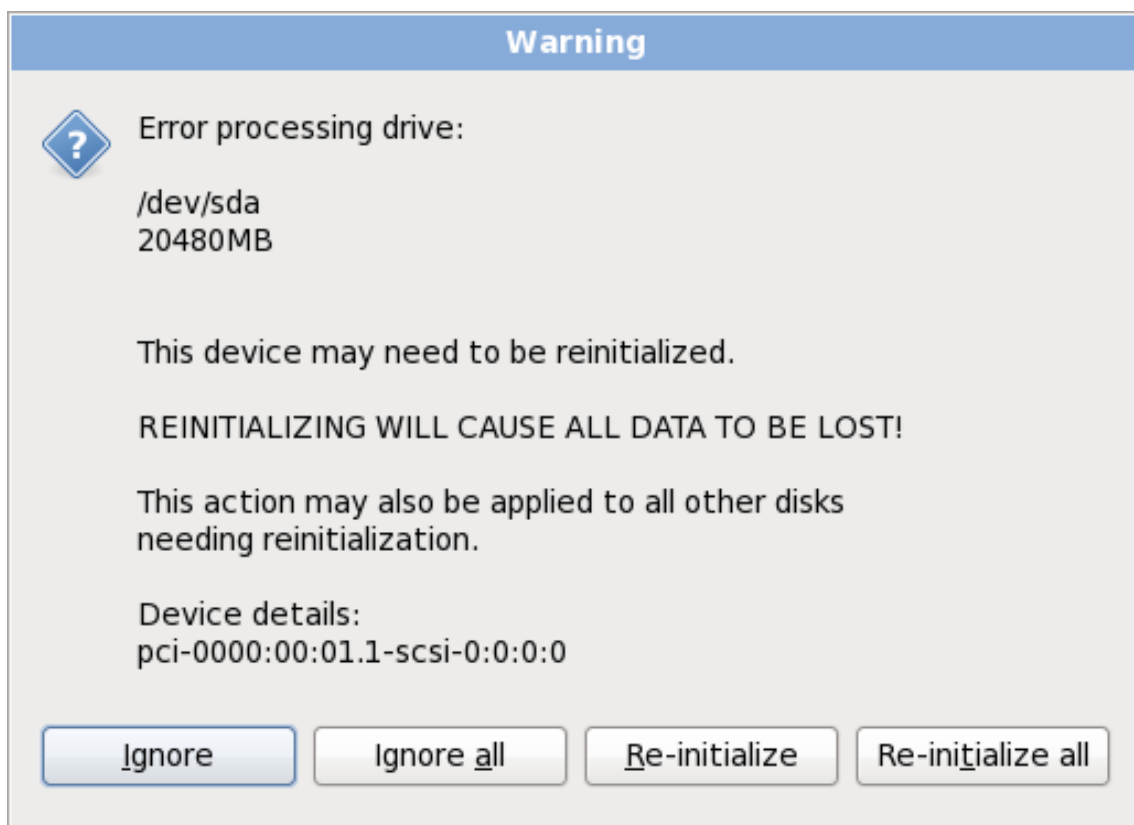 Warning
?
Error processing drive:
/dev/sda
20480MB
This device may need to be reinitialized.
REINITIALIZING WILL CAUSE ALL DATA TO BE LOST!
This action may also be applied to all other disks
needing reinitialization.
Device details:
pci-0000:00:01.1-scsi-0:0:0:0
Ignore
Ignore all
Re-initialize
Re-initialize all